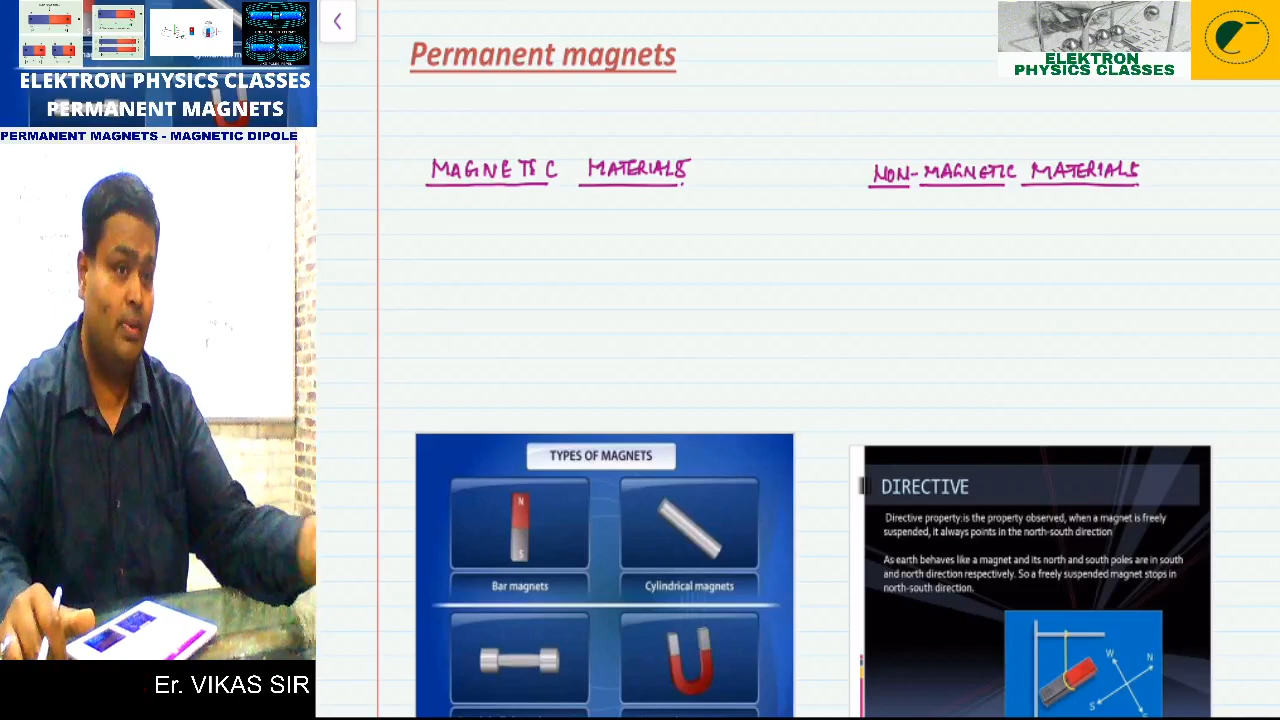 ELEKTRON PHYSICS CLASSES
PERMANENT MAGNETS
PERMANENT MAGNETS - MAGNETIC DIPOLE
Er. VIKAS SIR
Permanent magnets
ELEKTRON
PHYSICS CLASSES
MAGNETIC MATERIALS
NON-MAGNETIC MATERIALS
TYPES OF MAGNETS
N
S
Bar magnets
Cylindrical magnets
DIRECTIVE
Directive property:is the property observed, when a magnet is freely
suspended, it always points in the north-south direction
As earth behaves like a magnet and its north and south poles are in south
and north direction respectively. So a freely suspended magnet stops in
north-south direction.
W
N
S